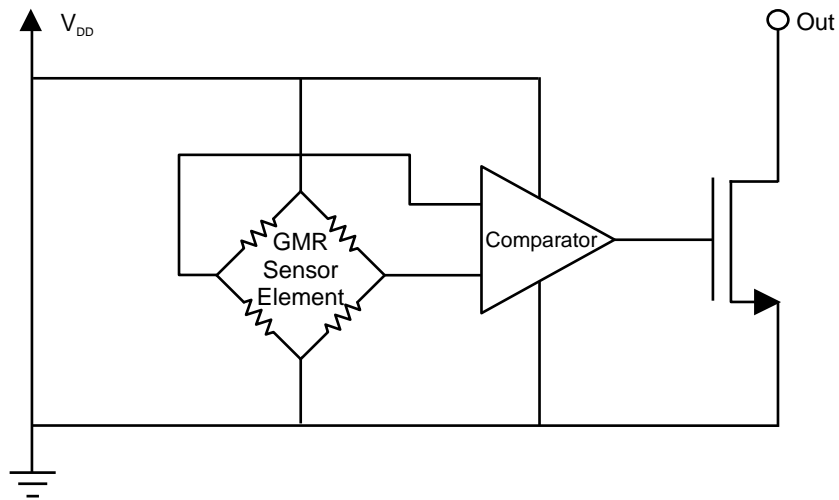 V_DD
Out
GMR
Sensor
Element
Comparator